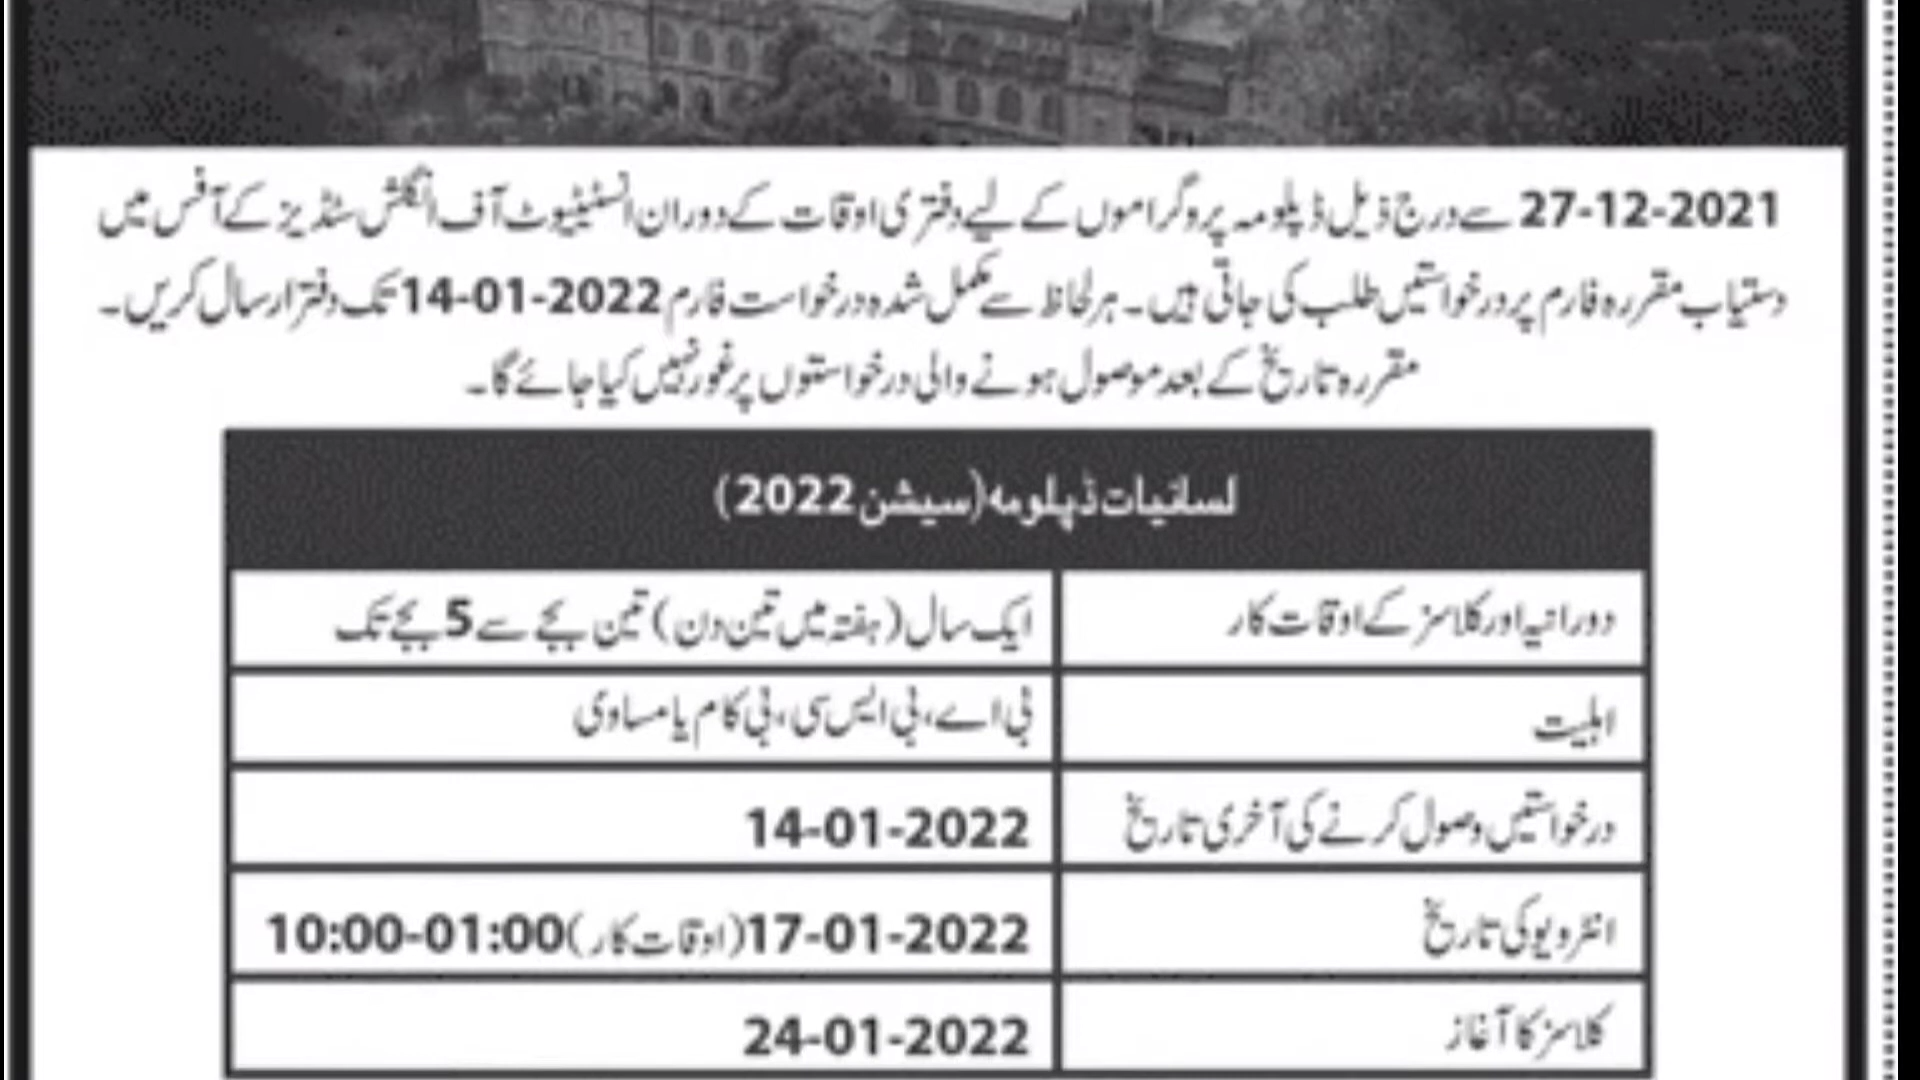 27-12-2021 سے درج ذیل ڈپلومہ پروگراموں کے لیے دفتری اوقات کے دوران انسٹیٹیوٹ آف انگلش سٹڈیز کے آفس میں
دستیاب مقررہ فارم پر درخواستیں طلب کی جاتی ہیں۔ ہر لحاظ سے مکمل شدہ درخواست فارم 14-01-2022 تک دفتر ارسال کریں۔
مقررہ تاریخ کے بعد موصول ہونے والی درخواستوں پر غور نہیں کیا جائے گا۔
لسانیات ڈپلومہ (سیشن 2022)
دورانیہ اور کلاسز کے اوقات کار ایک سال (ہفتہ میں تین دن) تین بجے سے 5 بجے تک
اہلیت بی اے، بی ایس سی، بی کام یا مساوی
درخواستیں وصول کرنے کی آخری تاریخ 14-01-2022
انٹرویو کی تاریخ 17-01-2022 (اوقات کار) 10:00-01:00
کلاسز کا آغاز 24-01-2022